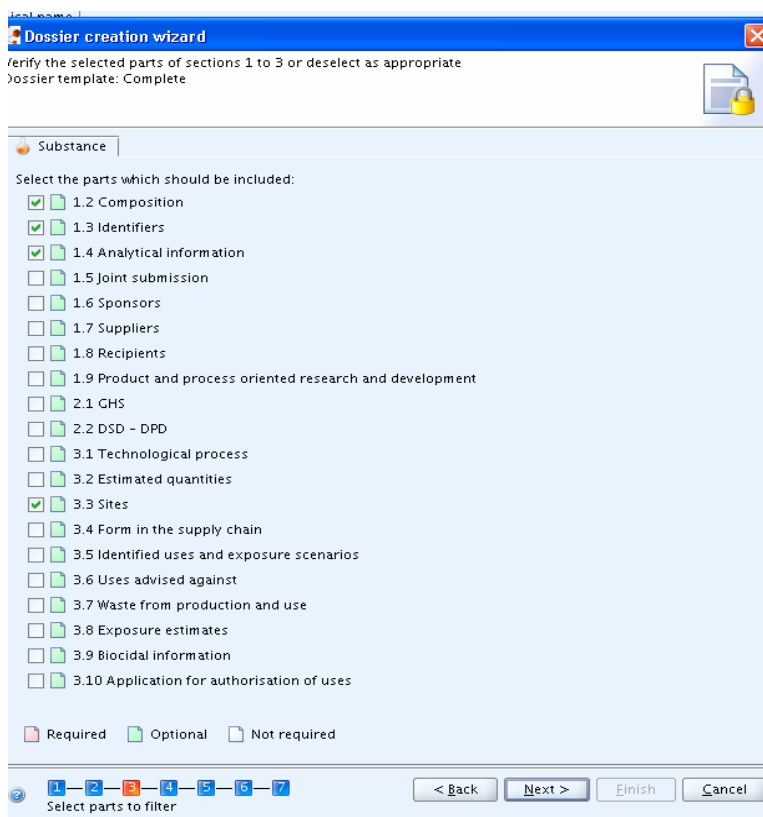 Dossier creation wizard
Verify the selected parts of sections 1 to 3 or deselect as appropriate
Dossier template: Complete
Substance
Select the parts which should be included:
1.2 Composition
1.3 Identifiers
1.4 Analytical information
1.5 Joint submission
1.6 Sponsors
1.7 Suppliers
1.8 Recipients
1.9 Product and process oriented research and development
2.1 GHS
2.2 DSD - DPD
3.1 Technological process
3.2 Estimated quantities
3.3 Sites
3.4 Form in the supply chain
3.5 Identified uses and exposure scenarios
3.6 Uses advised against
3.7 Waste from production and use
3.8 Exposure estimates
3.9 Biocidal information
3.10 Application for authorisation of uses
Required Optional Not required
1 2 3 4 5 6 7 < Back Next > Finish Cancel
Select parts to filter